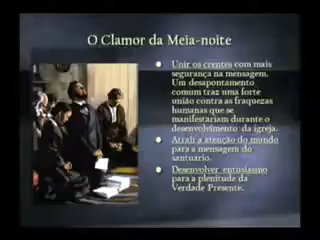 O Clamor da Meia-noite
Unir os crentes com mais
segurança na mensagem.
Um desapontamento
comum traz uma forte
união contra as fraquezas
humanas que se
manifestariam durante o
desenvolvimento da igreja.
Atrair a atenção do mundo
para a mensagem do
santuario.
Desenvolver entusiasmo
para a plenitude da
Verdade Presente.